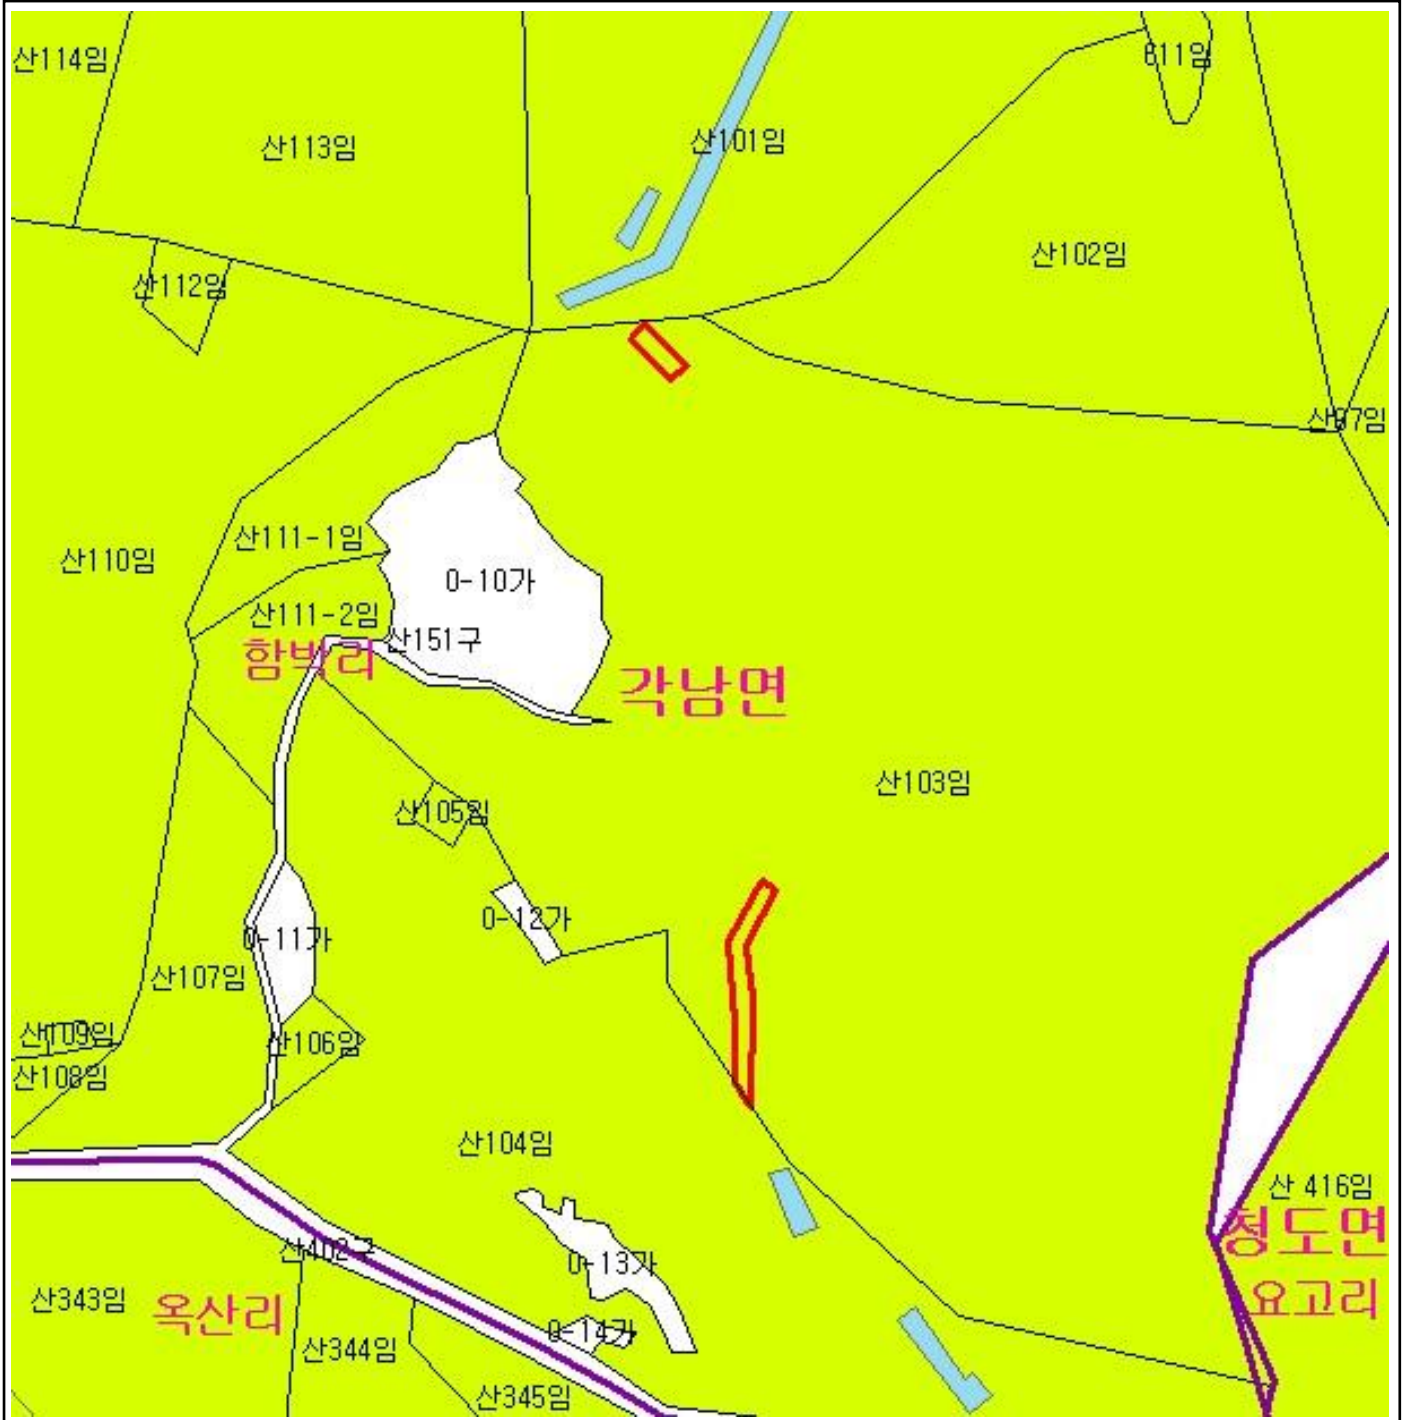 산114임
611임
산113임
산101임
산102임
산112임
산97임
산111-1임
산110임
0-10가
산111-2임
산151구
함박리
각남면
산103임
산105임
0-12가
0-11가
산107임
산109임
산106임
산108임
산104임
산 416임
청도면
산402구
0-13가
요고리
산343임
옥산리
0-14가
산344임
산345임